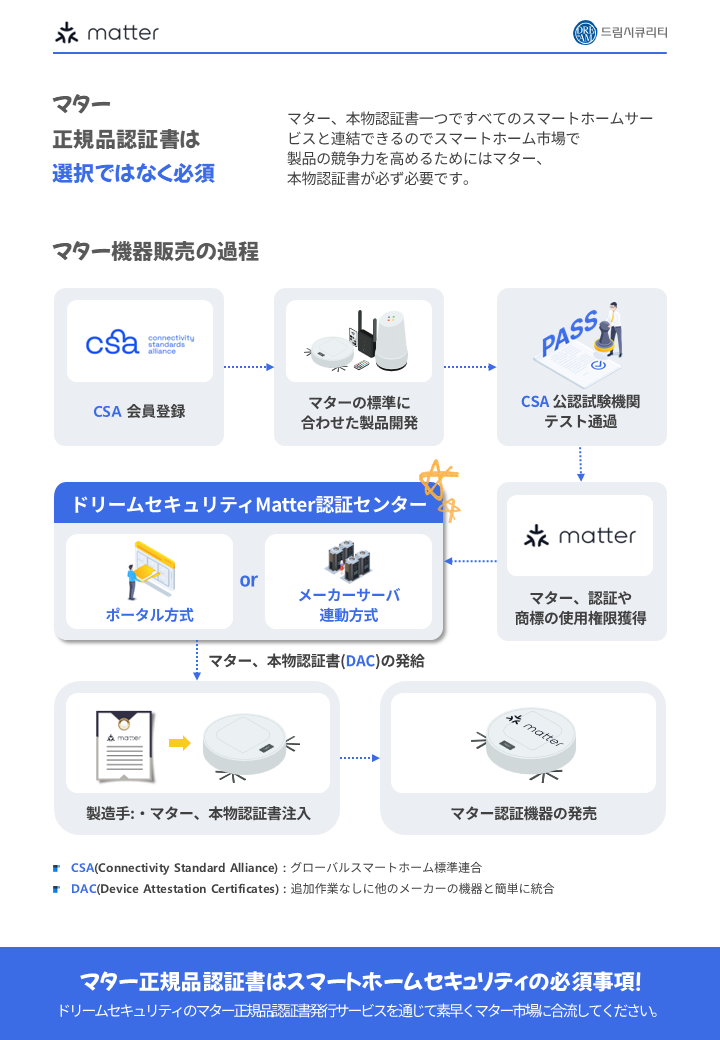 matter
드림시큐리티
マター
正規品認証書は
選択ではなく必須
マター、本物認証書一つですべてのスマートホームサー
ビスと連結できるのでスマートホーム市場で
製品の競争力を高めるためにはマター、
本物認証書が必ず必要です。
マター機器販売の過程
csa connectivity
standards
alliance
CSA 会員登録
マターの標準に
合わせた製品開発
PASS
CSA 公認試験機関
テスト通過
ドリームセキュリティMatter認証センター
ポータル方式
or
メーカーサーバ
連動方式
matter
マター、認証や
商標の使用権限獲得
マター、本物認証書(DAC)の発給
matter
製造手:・マター、本物認証書注入
matter
マター認証機器の発売
CSA(Connectivity Standard Alliance) : グローバルスマートホーム標準連合
DAC(Device Attestation Certificates) : 追加作業なしに他のメーカーの機器と簡単に統合
マター正規品認証書はスマートホームセキュリティの必須事項!
ドリームセキュリティのマター正規品認証書発行サービスを通じて素早くマター市場に合流してください。